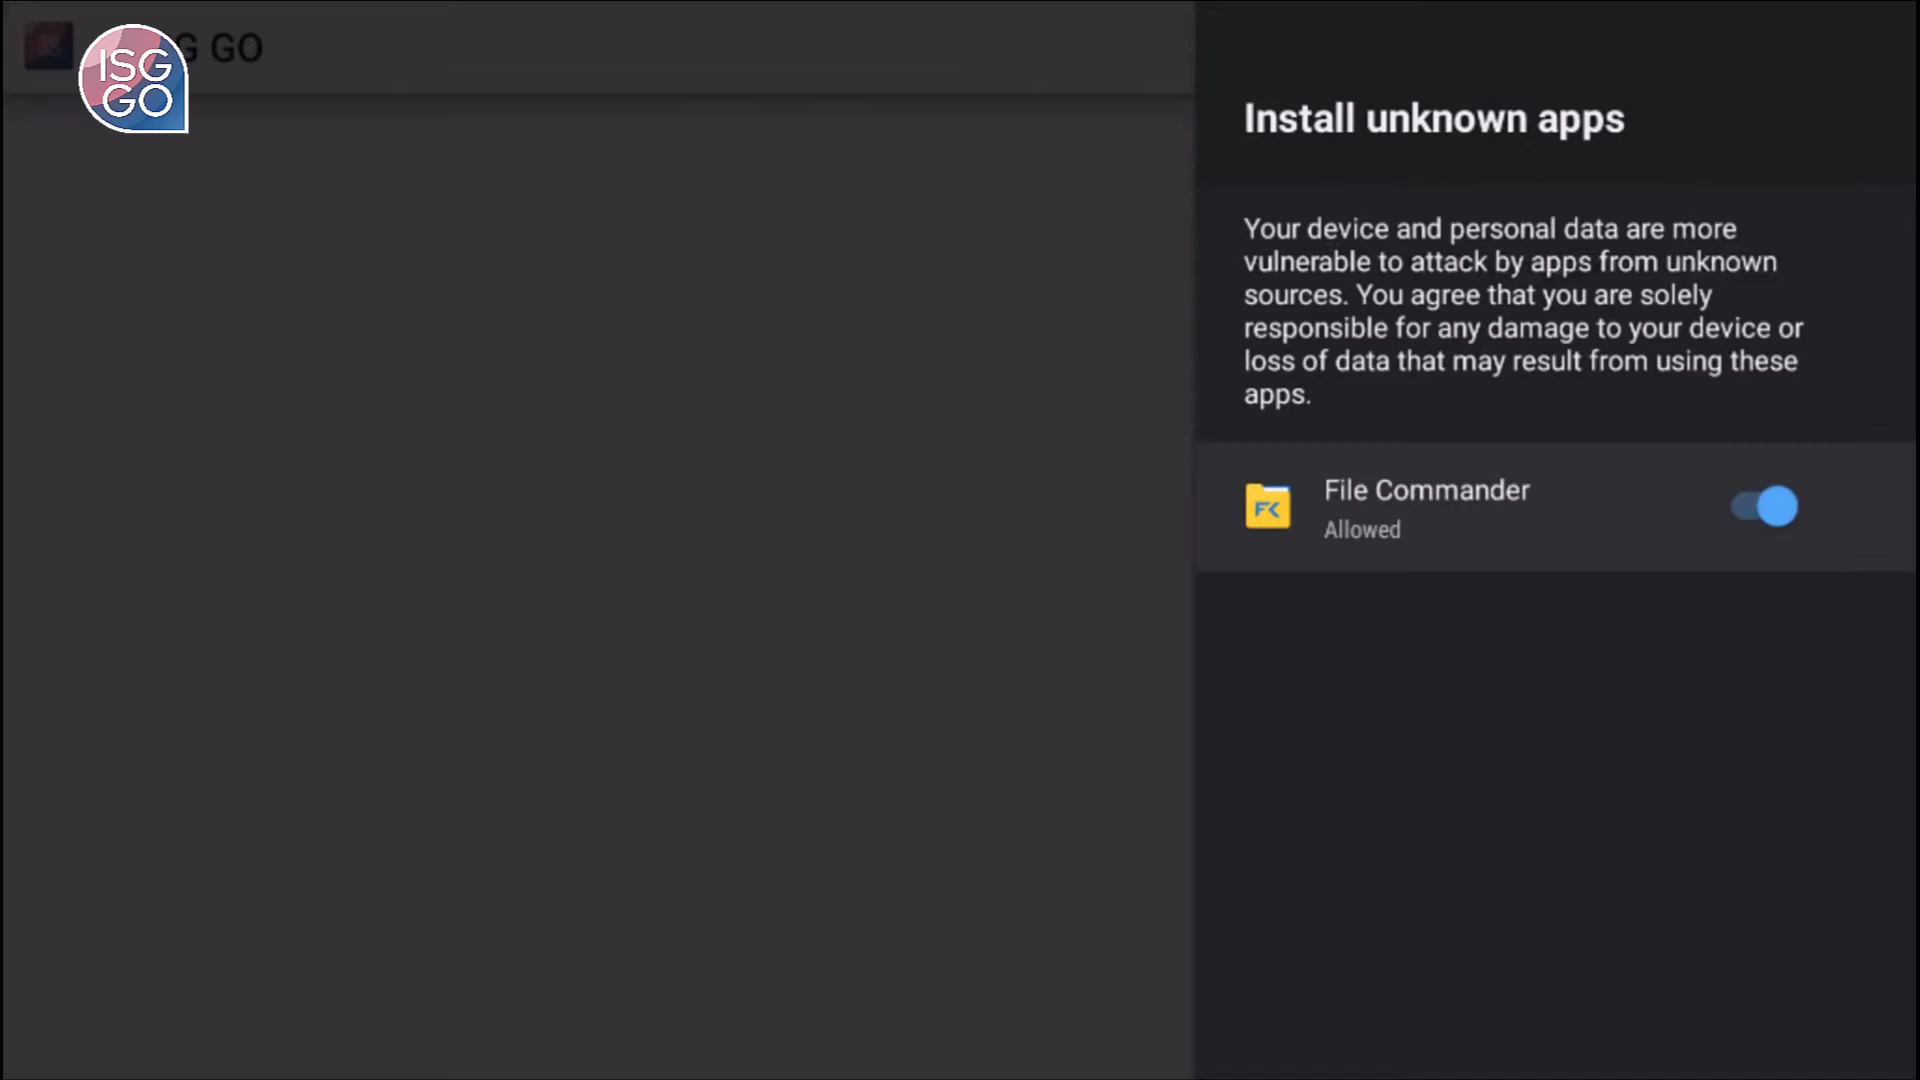 ISG
GO
G GO
Install unknown apps
Your device and personal data are more
vulnerable to attack by apps from unknown
sources. You agree that you are solely
responsible for any damage to your device or
loss of data that may result from using these
apps.
File Commander
Allowed